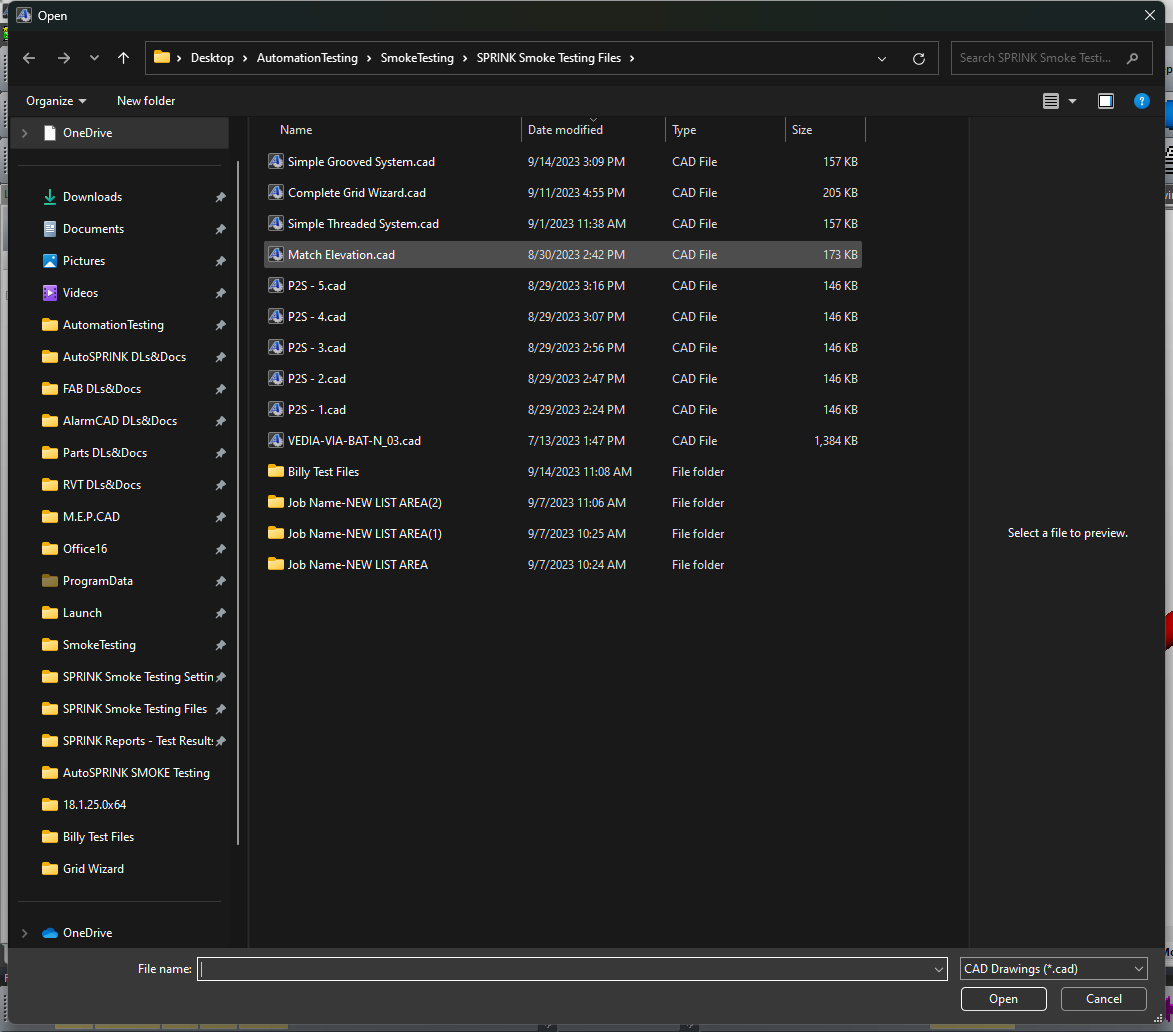 Open
Desktop > AutomationTesting > SmokeTesting > SPRINK Smoke Testing Files >
Search SPRINK Smoke Testi...
Organize
New folder
OneDrive
Downloads
Documents
Pictures
Videos
AutomationTesting
AutoSPRINK DLs&Docs
FAB DLs&Docs
AlarmCAD DLs&Docs
Parts DLs&Docs
RVT DLs&Docs
M.E.P.CAD
Office16
ProgramData
Launch
SmokeTesting
SPRINK Smoke Testing Settin
SPRINK Smoke Testing Files
SPRINK Reports - Test Results
AutoSPRINK SMOKE Testing
18.1.25.0x64
Billy Test Files
Grid Wizard
OneDrive
Name Date modified Type Size
Simple Grooved System.cad 9/14/2023 3:09 PM CAD File 157 KB
Complete Grid Wizard.cad 9/11/2023 4:55 PM CAD File 205 KB
Simple Threaded System.cad 9/1/2023 11:38 AM CAD File 157 KB
Match Elevation.cad 8/30/2023 2:42 PM CAD File 173 KB
P2S - 5.cad 8/29/2023 3:16 PM CAD File 146 KB
P2S - 4.cad 8/29/2023 3:07 PM CAD File 146 KB
P2S - 3.cad 8/29/2023 2:56 PM CAD File 146 KB
P2S - 2.cad 8/29/2023 2:47 PM CAD File 146 KB
P2S - 1.cad 8/29/2023 2:24 PM CAD File 146 KB
VEDIA-VIA-BAT-N_03.cad 7/13/2023 1:47 PM CAD File 1,384 KB
Billy Test Files 9/14/2023 11:08 AM File folder
Job Name-NEW LIST AREA(2) 9/7/2023 11:06 AM File folder
Job Name-NEW LIST AREA(1) 9/7/2023 10:25 AM File folder
Job Name-NEW LIST AREA 9/7/2023 10:24 AM File folder
Select a file to preview.
File name:
CAD Drawings (*.cad)
Open
Cancel